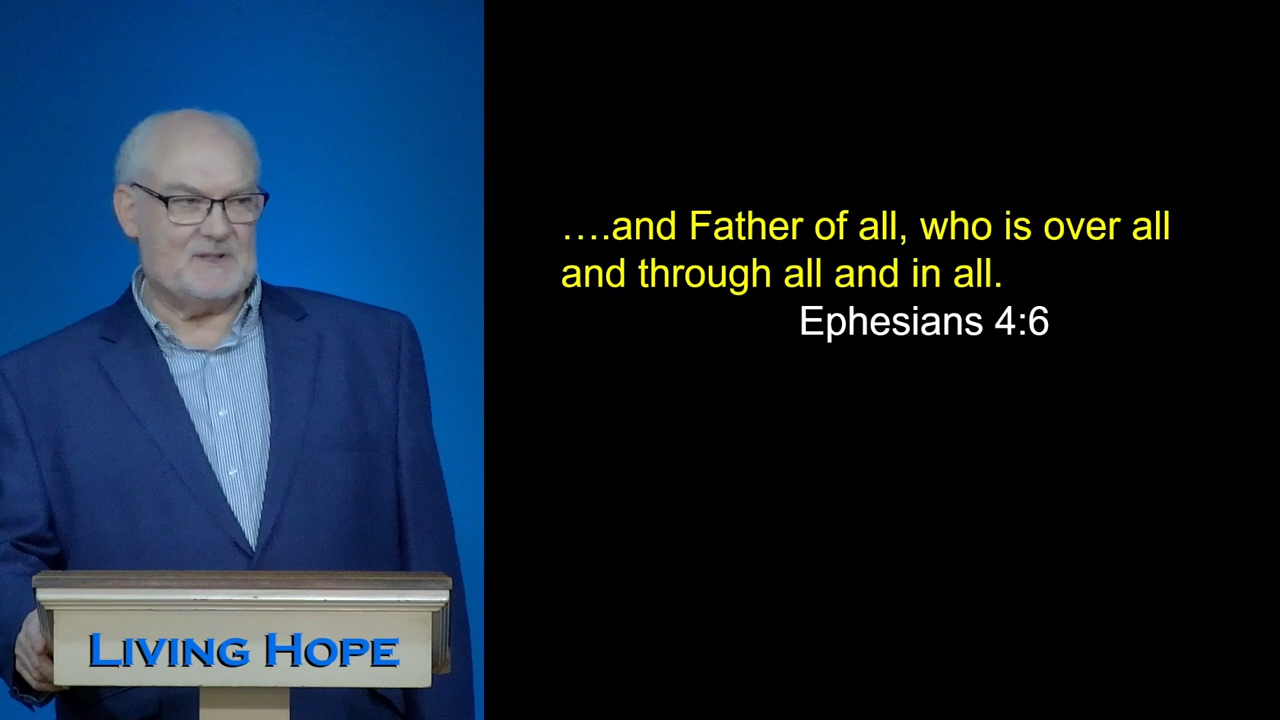 ….and Father of all, who is over all
and through all and in all.
Ephesians 4:6
LIVING HOPE